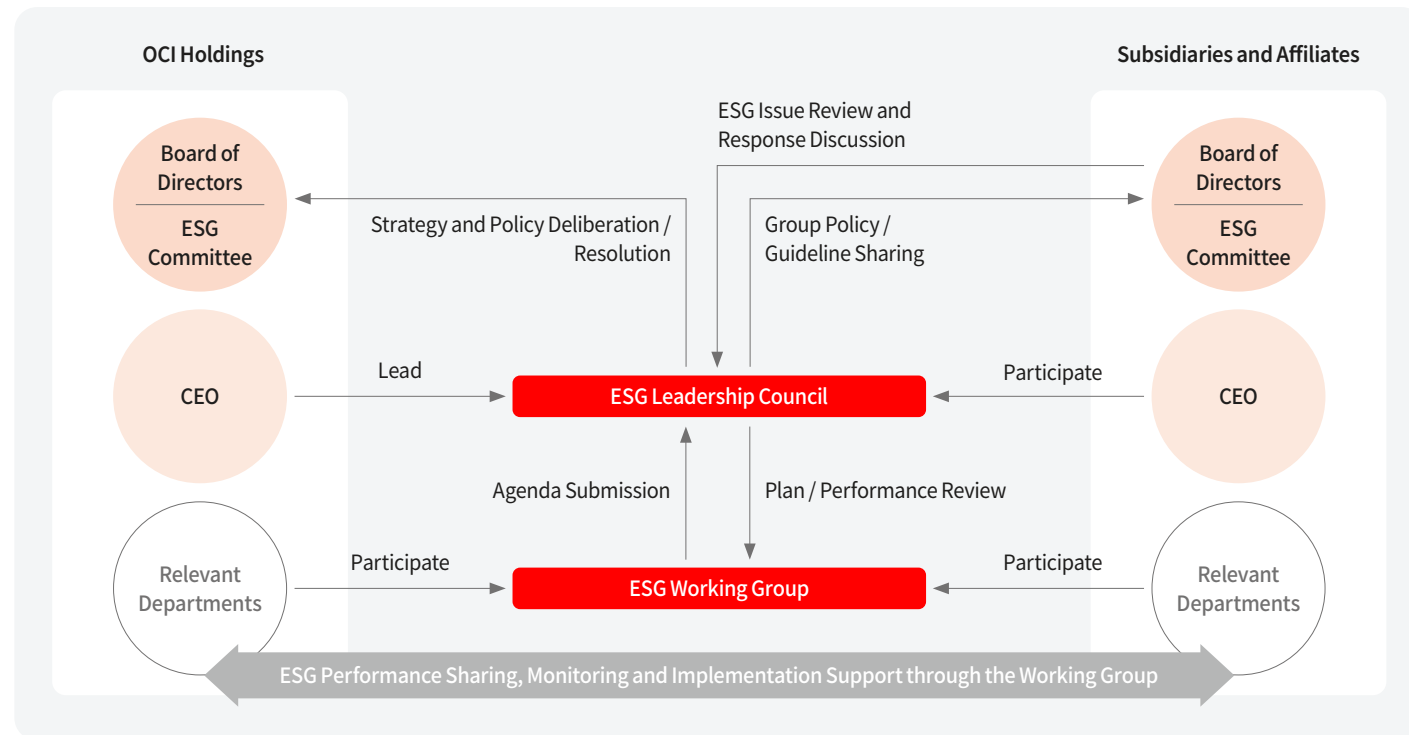 OCI Holdings
Subsidiaries and Affiliates
ESG Issue Review and
Response Discussion
Board of
Directors
ESG
Committee
Strategy and Policy Deliberation /
Resolution
Group Policy /
Guideline Sharing
Board of
Directors
ESG
Committee
CEO
Lead
ESG Leadership Council
Participate
CEO
Agenda Submission
Plan / Performance Review
Relevant
Departments
Participate
ESG Working Group
Participate
Relevant
Departments
ESG Performance Sharing, Monitoring and Implementation Support through the Working Group